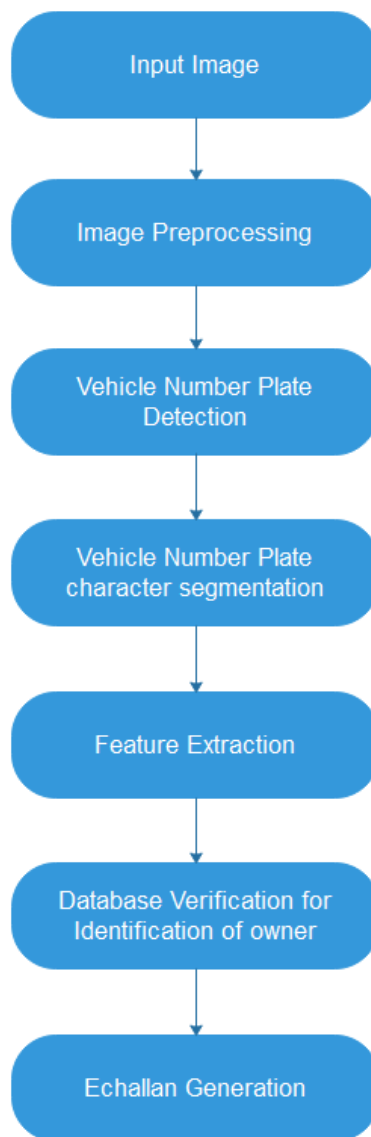 Input Image
Image Preprocessing
Vehicle Number Plate
Detection
Vehicle Number Plate
character segmentation
Feature Extraction
Database Verification for
Identification of owner
Echallan Generation